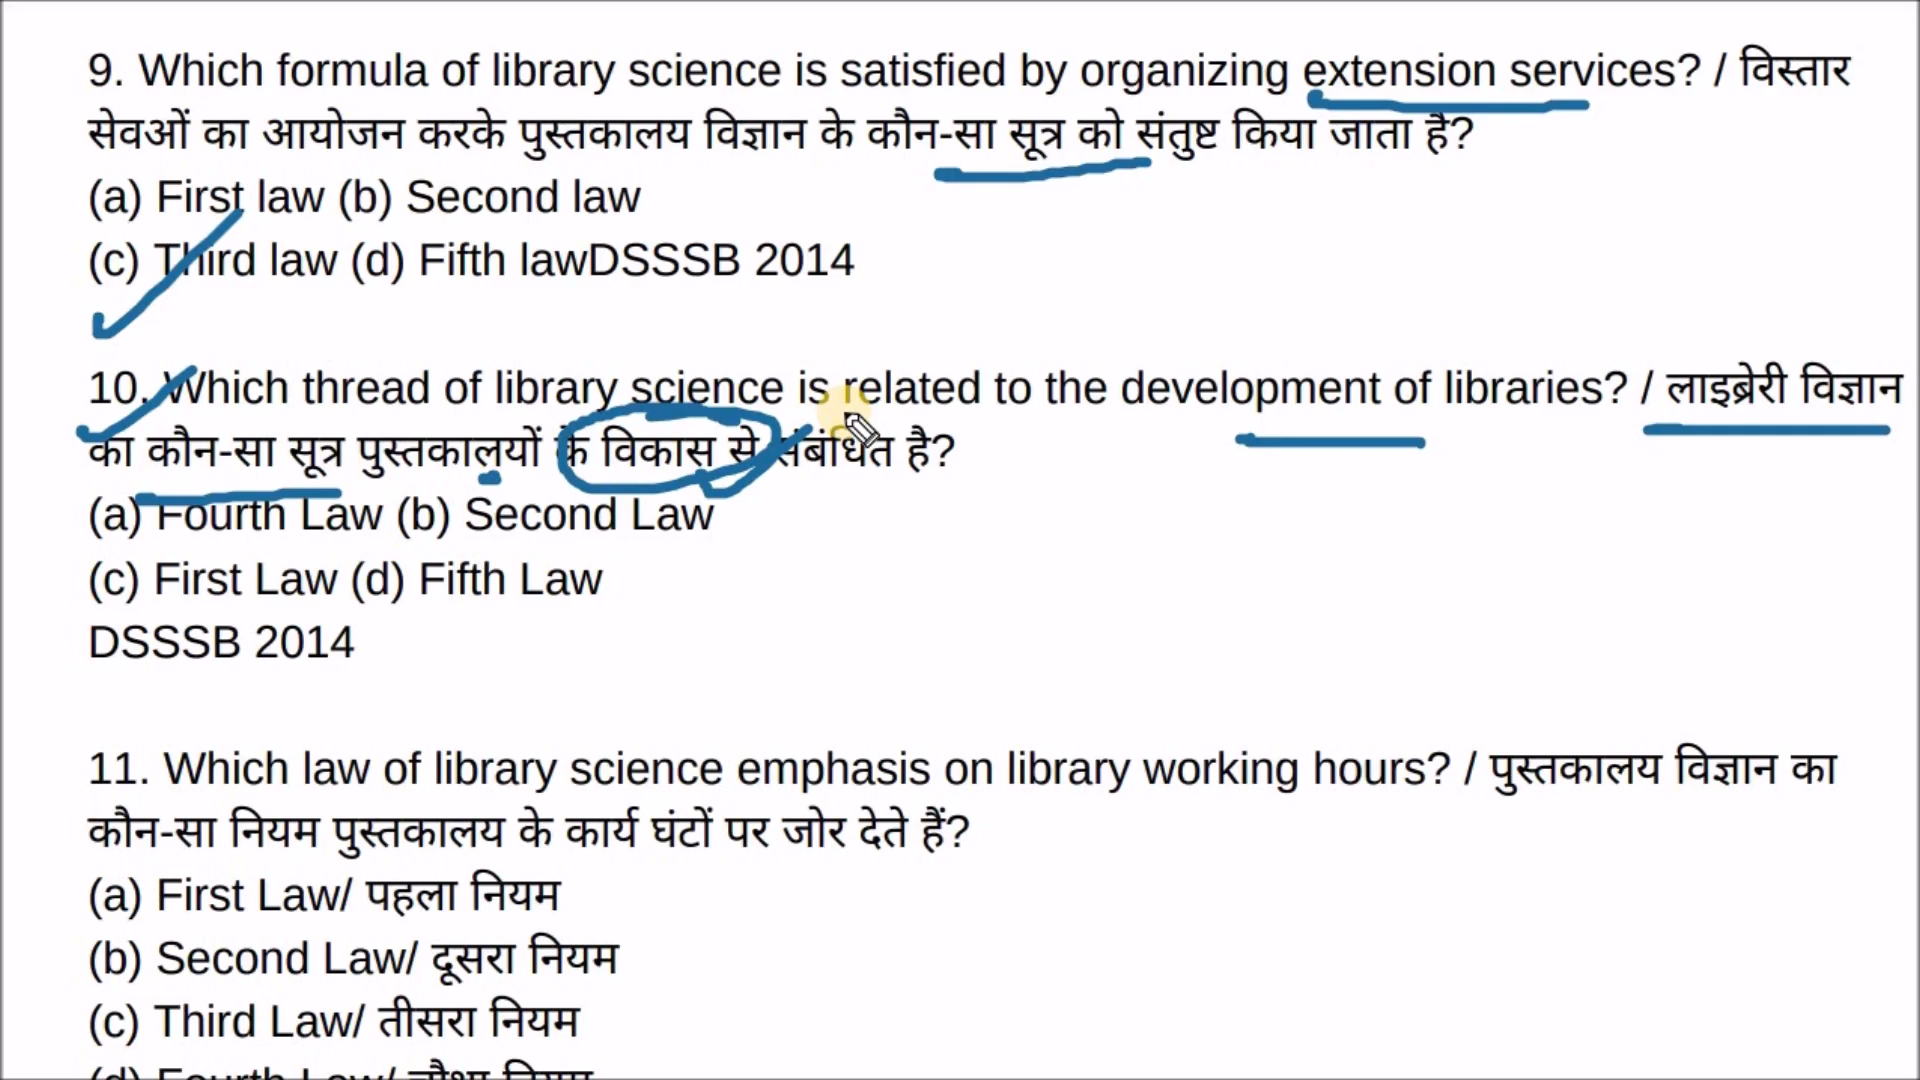 9. Which formula of library science is satisfied by organizing extension services? / विस्तार
सेवओं का आयोजन करके पुस्तकालय विज्ञान के कौन-सा सूत्र को संतुष्ट किया जाता है?
(a) First law (b) Second law
(c) Third law (d) Fifth lawDSSSB 2014
10. Which thread of library science is related to the development of libraries? / लाइब्रेरी विज्ञान
का कौन-सा सूत्र पुस्तकालयों के विकास से संबंधित है?
(a) Fourth Law (b) Second Law
(c) First Law (d) Fifth Law
DSSSB 2014
11. Which law of library science emphasis on library working hours? / पुस्तकालय विज्ञान का
कौन-सा नियम पुस्तकालय के कार्य घंटों पर जोर देते हैं?
(a) First Law/ पहला नियम
(b) Second Law/ दूसरा नियम
(c) Third Law/ तीसरा नियम
(d) Fourth Law/ चौथा नियम